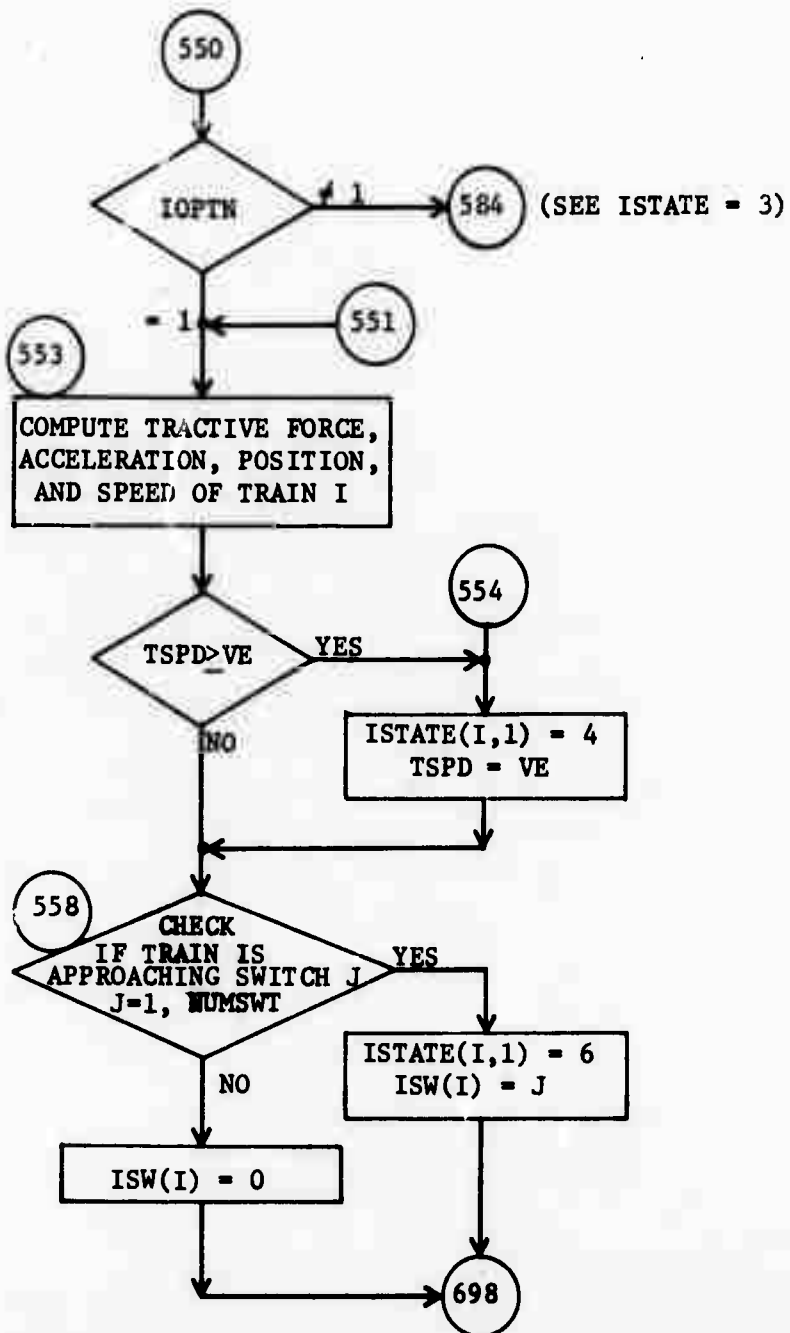 550
IOPTN
≠ 1
584 (SEE ISTATE = 3)
= 1
551
553
COMPUTE TRACTIVE FORCE,
ACCELERATION, POSITION,
AND SPEED OF TRAIN I
554
TSPD≥VE
YES
NO
ISTATE(I,1) = 4
TSPD = VE
558
CHECK
IF TRAIN IS
APPROACHING SWITCH J
J=1, NUMSWT
YES
NO
ISTATE(I,1) = 6
ISW(I) = J
ISW(I) = 0
698